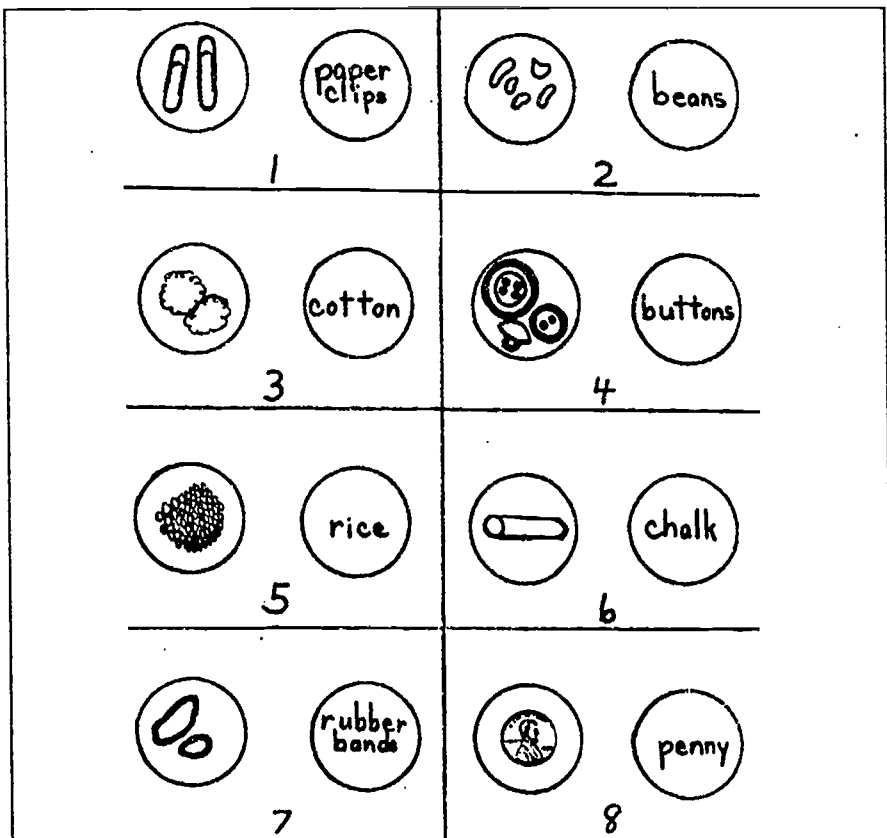 paper
clips
1
beans
2
cotton
3
buttons
4
rice
5
chalk
6
rubber
bands
7
penny
8